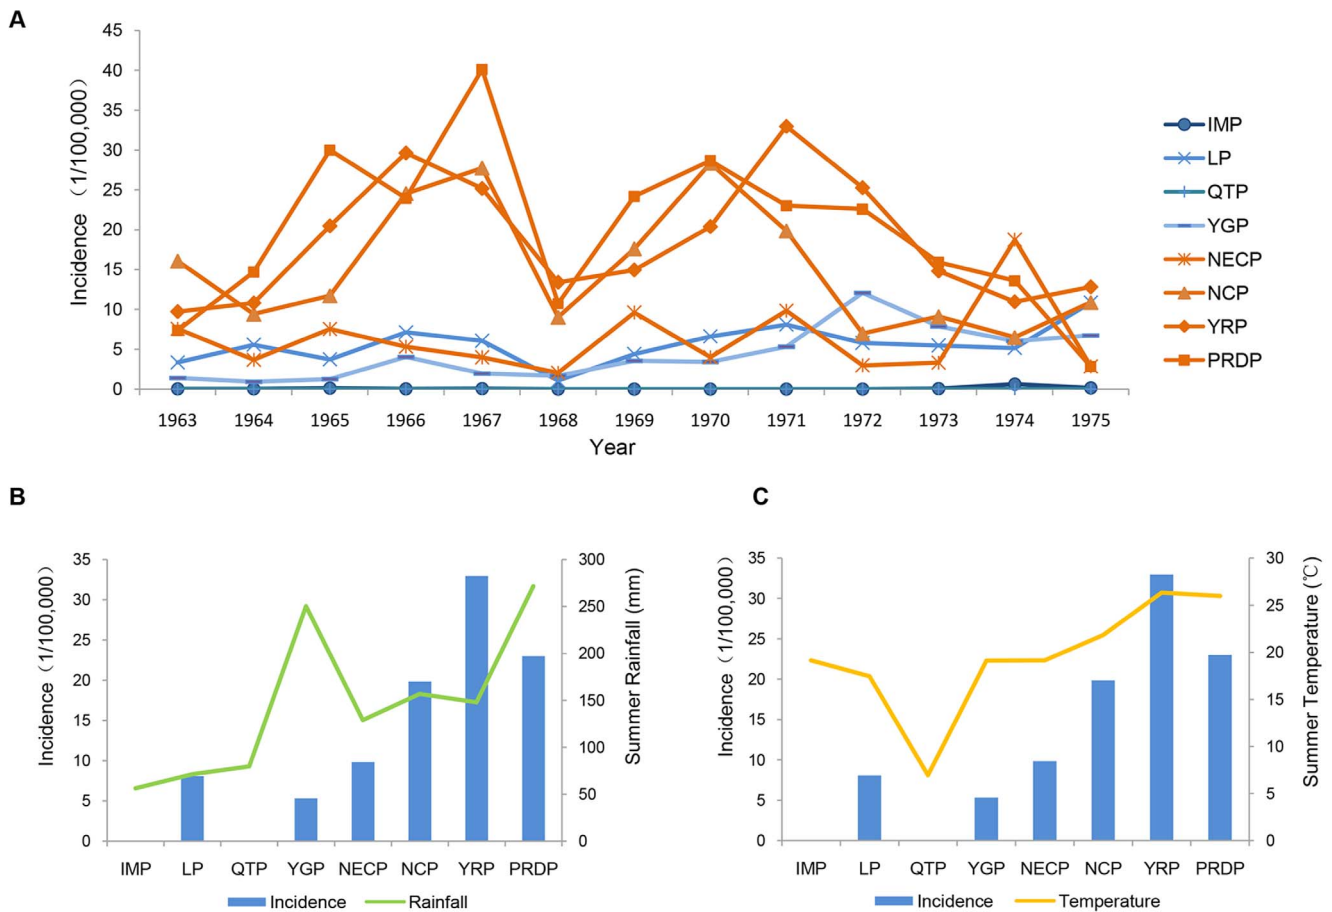 A
45
40
35
30
25
20
15
10
5
0
Incidence （1/100,000）
1963 1964 1965 1966 1967 1968 1969 1970 1971 1972 1973 1974 1975
Year
IMP
LP
QTP
YGP
NECP
NCP
YRP
PRDP
B
35
30
25
20
15
10
5
0
Incidence（1/100,000）
300
250
200
150
100
50
0
Summer Rainfall (mm)
IMP LP QTP YGP NECP NCP YRP PRDP
Incidence Rainfall
C
35
30
25
20
15
10
5
0
Incidence（1/100,000）
30
25
20
15
10
5
0
Summer Temperature (℃)
IMP LP QTP YGP NECP NCP YRP PRDP
Incidence Temperature